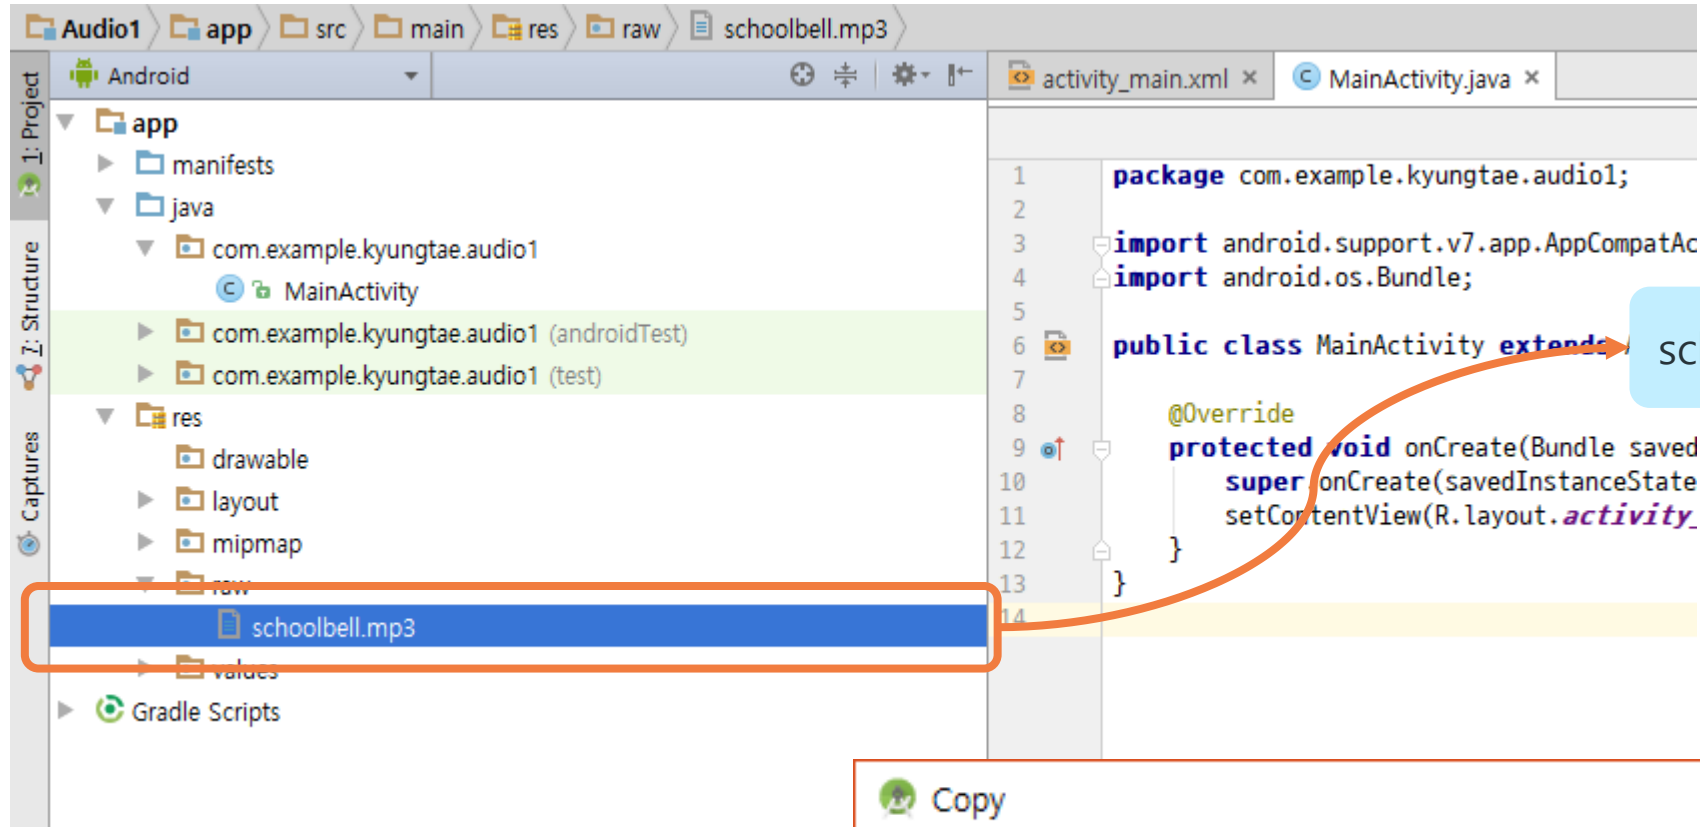 Audio1 app src main res raw schoolbell.mp3
Android
activity_main.xml MainActivity.java
1: Project
7: Structure
Captures
app
manifests
java
com.example.kyungtae.audio1
MainActivity
com.example.kyungtae.audio1 (androidTest)
com.example.kyungtae.audio1 (test)
res
drawable
layout
mipmap
raw
schoolbell.mp3
values
Gradle Scripts
1 package com.example.kyungtae.audio1;
2
3 import android.support.v7.app.AppCompatAc
4 import android.os.Bundle;
5
6 public class MainActivity extends A
7
8 @Override
9 protected void onCreate(Bundle saved
10 super.onCreate(savedInstanceState
11 setContentView(R.layout.activity_
12 }
13 }
14
sc
Copy